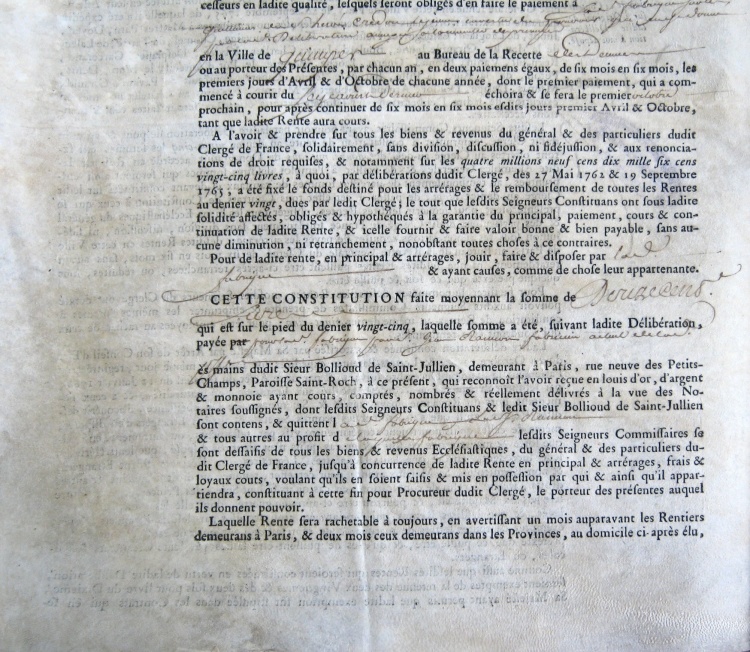 cesseurs en ladite qualité, lesquels seront obligés d'en faire le paiement à
en la Ville de au Bureau de la Recette
ou au porteur des Présentes, par chacun an, en deux paiemens égaux, de six mois en six mois, les
premiers jours d'Avril & d'Octobre de chacune année, dont le premier paiement, qui a com-
mencé à courir du échoira & se fera le premier octobre
prochain, pour après continuer de six mois en six mois esdits jours premier Avril & Octobre,
tant que ladite Rente aura cours.
A l'avoir & prendre sur tous les biens & revenus du général & des particuliers dudit
Clergé de France, solidairement, sans division, discussion, ni fidéjussion, & aux renoncia-
tions de droit requises, & notamment sur les quatre millions neuf cens dix mille six cens
vingt-cinq livres, à quoi, par délibérations dudit Clergé, des 27 Mai 1762 & 19 Septembre
1765, a été fixé le fonds destiné pour les arrérages & le remboursement de toutes les Rentes
au denier vingt, dues par ledit Clergé; le tout que lesdits Seigneurs Constituans ont sous ladite
solidité affectés, obligés & hypothéqués à la garantie du principal, paiement, cours & con-
tinuation de ladite Rente, & icelle fournir & faire valoir bonne & bien payable, sans au-
cune diminution, ni retranchement, nonobstant toutes choses à ce contraires.
Pour de ladite rente, en principal & arrérages, jouir, faire & disposer par
fabrique & ayant causes, comme de chose leur appartenante.
CETTE CONSTITUTION faite moyennant la somme de
qui est sur le pied du denier vingt-cinq, laquelle somme a été, suivant ladite Délibération,
payée par
ès mains dudit Sieur Bollioud de Saint-Jullien, demeurant à Paris, rue neuve des Petits-
Champs, Paroisse Saint-Roch, à ce présent, qui reconnoît l'avoir reçue en louis d'or, d'argent
& monnoie ayant cours, comptés, nombrés & réellement délivrés à la vue des No-
taires soussignés, dont lesdits Seigneurs Constituans & ledit Sieur Bollioud de Saint-Jullien
sont contens, & quittent l
& tous autres au profit d lesdits Seigneurs Commissaires se
sont dessaisis de tous les biens & revenus Ecclésiastiques, du général & des particuliers du-
dit Clergé de France, jusqu'à concurrence de ladite Rente en principal & arrérages, frais &
loyaux couts, voulant qu'ils en soient saisis & mis en possession par qui & ainsi qu'il appar-
tiendra, constituant à cette fin pour Procureur dudit Clergé, le porteur des présentes auquel
ils donnent pouvoir.
Laquelle Rente sera rachetable à toujours, en avertissant un mois auparavant les Rentiers
demeurans à Paris, & deux mois ceux demeurans dans les Provinces, au domicile ci-après élu,